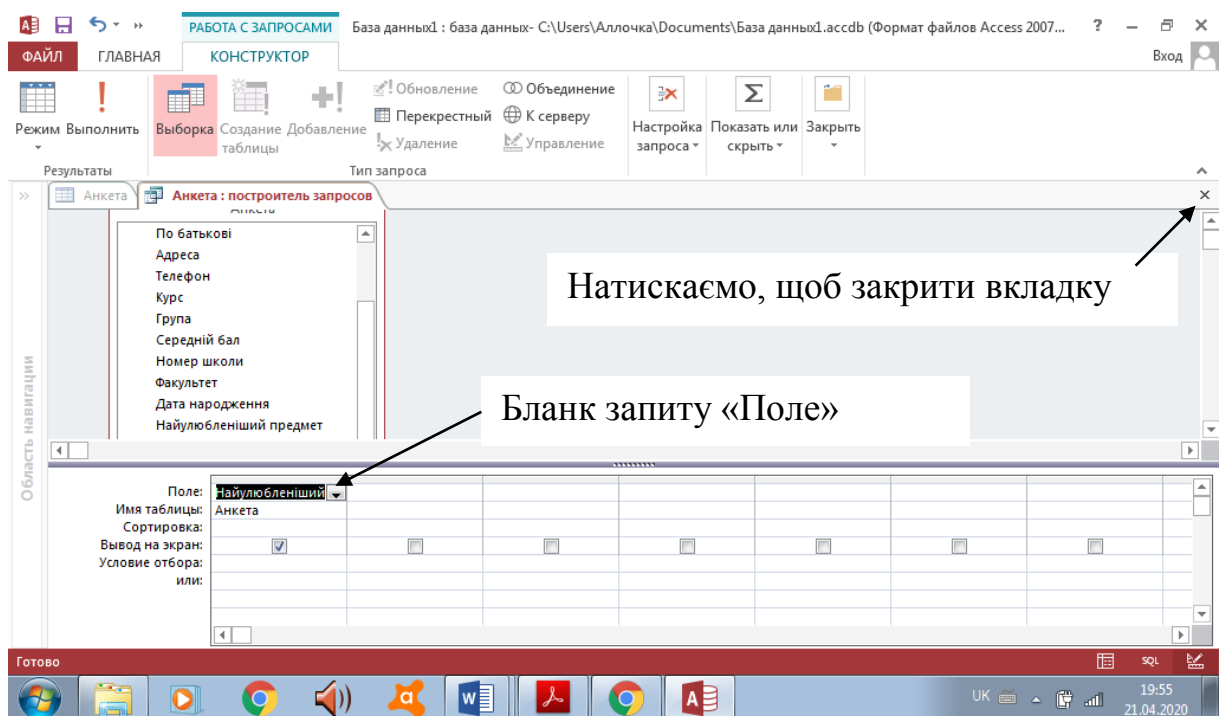 РАБОТА С ЗАПРОСАМИ База данных1 : база данных- C:\Users\Аллочка\Documents\База данных1.accdb (Формат файлов Access 2007... ?
ФАЙЛ ГЛАВНАЯ КОНСТРУКТОР Вход
Режим Выполнить Выборка Создание таблицы Добавление
Обновление Объединение
Перекрестный К серверу
Удаление Управление
Настройка запроса Показать или скрыть Закрыть
Результаты Тип запроса
Анкета Анкета : построитель запросов
Анкета
По батькові
Адреса
Телефон
Курс
Група
Середній бал
Номер школи
Факультет
Дата народження
Найулюбленіший предмет
Натискаємо, щоб закрити вкладку
Бланк запиту «Поле»
Область навигации
Поле: Найулюбленіший
Имя таблицы: Анкета
Сортировка:
Вывод на экран:
Условие отбора:
или:
Готово SQL
UK 19:55
21.04.2020